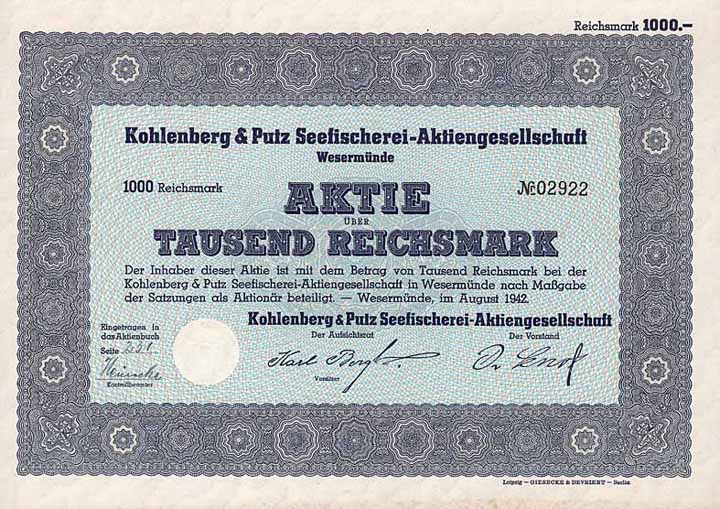 Reichsmark 1000.–
Kohlenberg & Putz Seefischerei-Aktiengesellschaft
Wesermünde
1000 Reichsmark
№ 02922
AKTIE
ÜBER
TAUSEND REICHSMARK
Der Inhaber dieser Aktie ist mit dem Betrag von Tausend Reichsmark bei der
Kohlenberg & Putz Seefischerei-Aktiengesellschaft in Wesermünde nach Maßgabe
der Satzungen als Aktionär beteiligt. — Wesermünde, im August 1942.
Kohlenberg & Putz Seefischerei-Aktiengesellschaft
Der Aufsichtsrat
Der Vorstand
Eingetragen in
das Aktienbuch
Seite
Karl
Vorsitzer
Kontrollbeamter
Leipzig — GIESECKE & DEVRIENT — Berlin